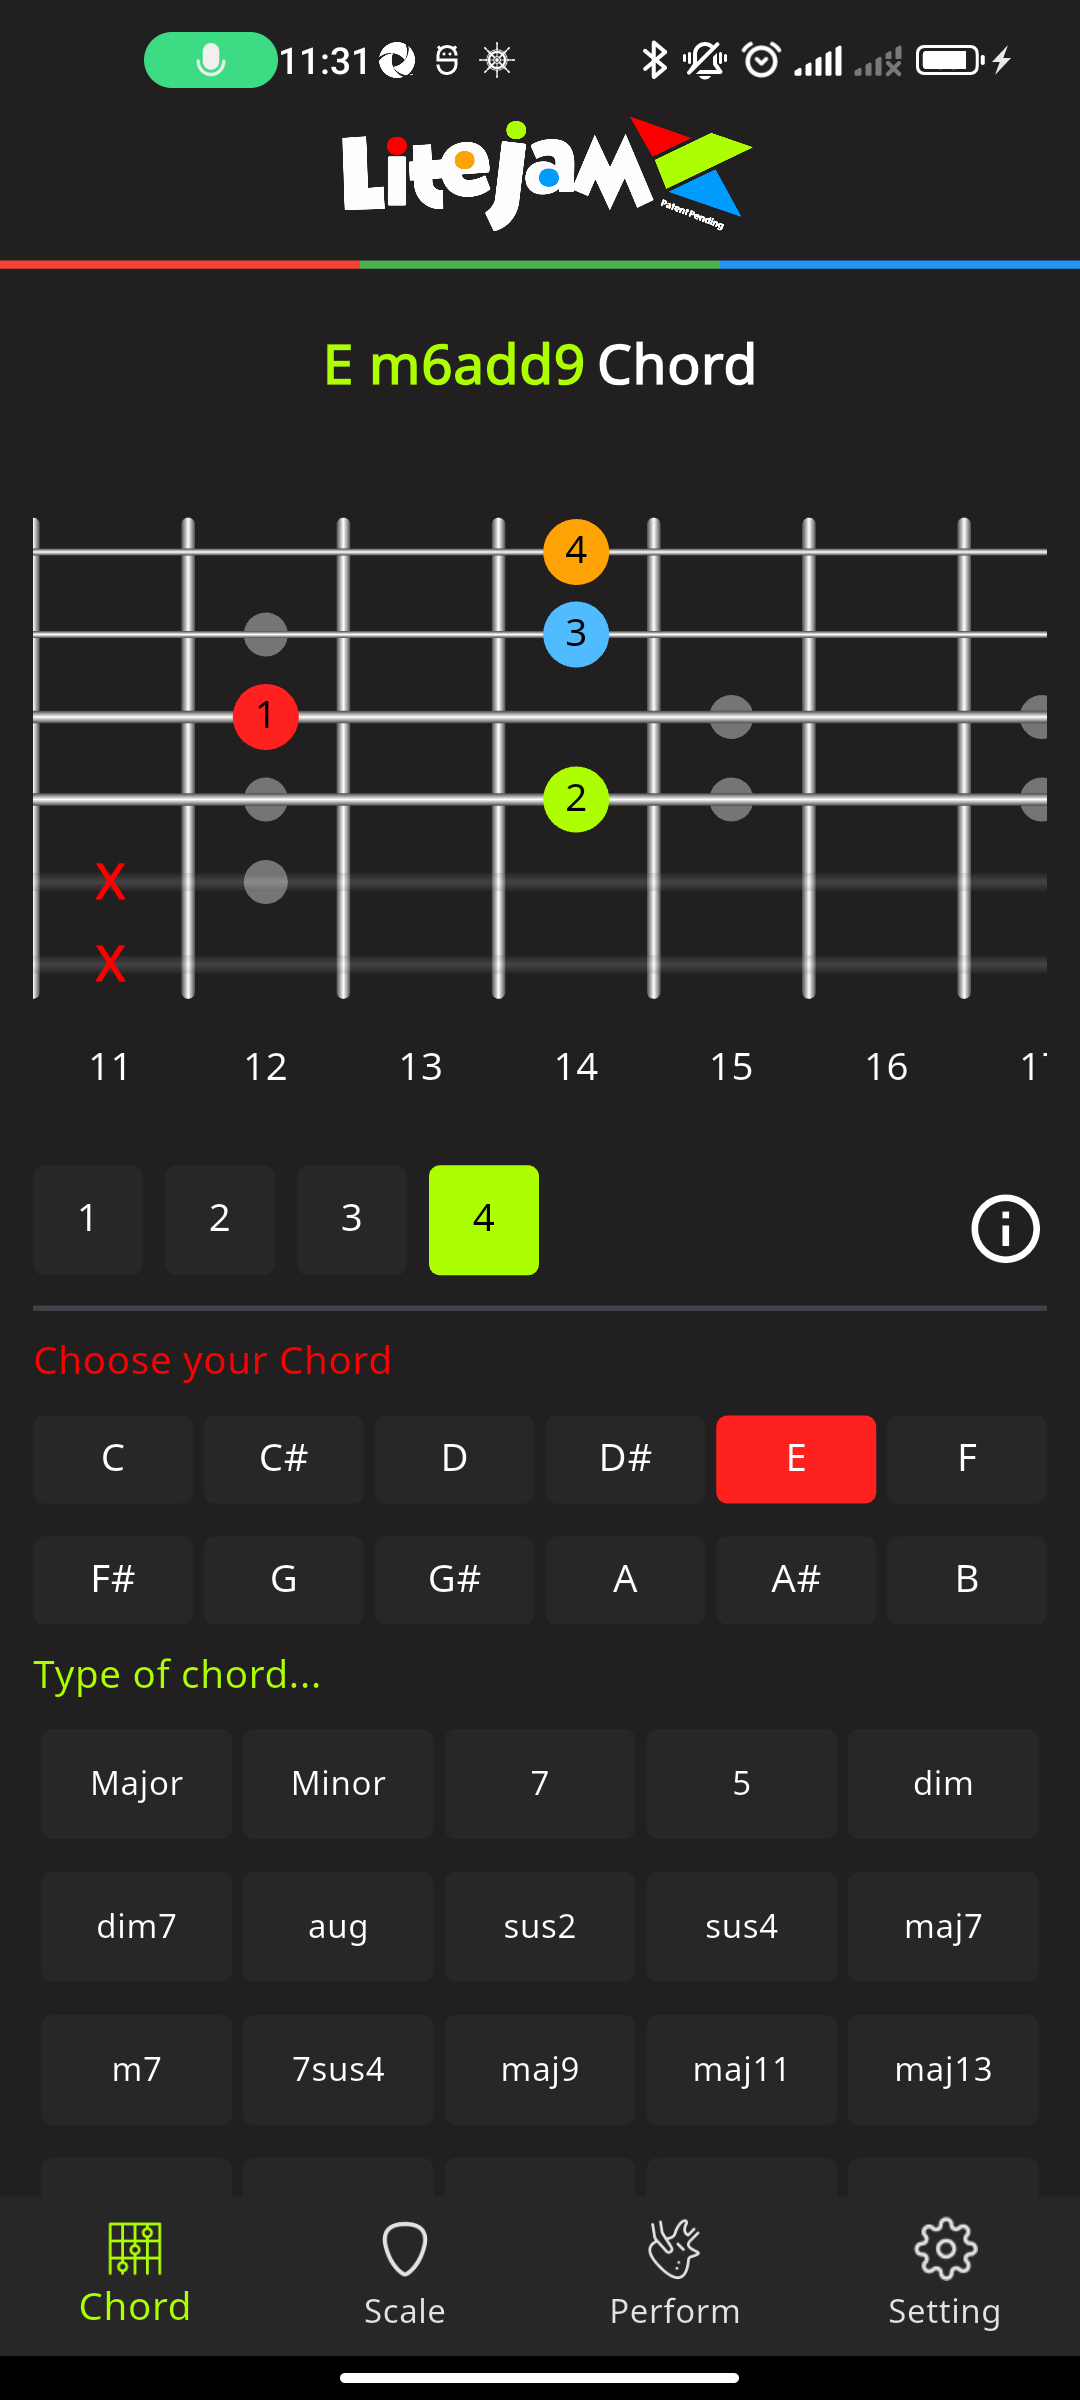 11:31
Litejam
Patent Pending
E m6add9 Chord
4
3
1
2
X
X
11 12 13 14 15 16
1 2 3 4
Choose your Chord
C C# D D# E F
F# G G# A A# B
Type of chord...
Major Minor 7 5 dim
dim7 aug sus2 sus4 maj7
m7 7sus4 maj9 maj11 maj13
Chord Scale Perform Setting